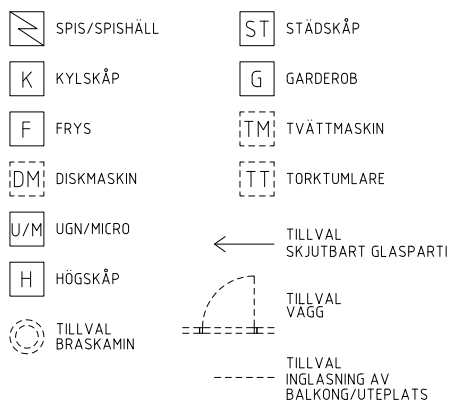 SPIS/SPISHÄLL
K KYLSKÅP
F FRYS
DM DISKMASKIN
U/M UGN/MICRO
H HÖGSKÅP
TILLVAL
BRASKAMIN
ST STÄDSKÅP
G GARDEROB
TM TVÄTTMASKIN
TT TORKTUMLARE
TILLVAL
SKJUTBART GLASPARTI
TILLVAL
VÄGG
TILLVAL
INGLASNING AV
BALKONG/UTEPLATS